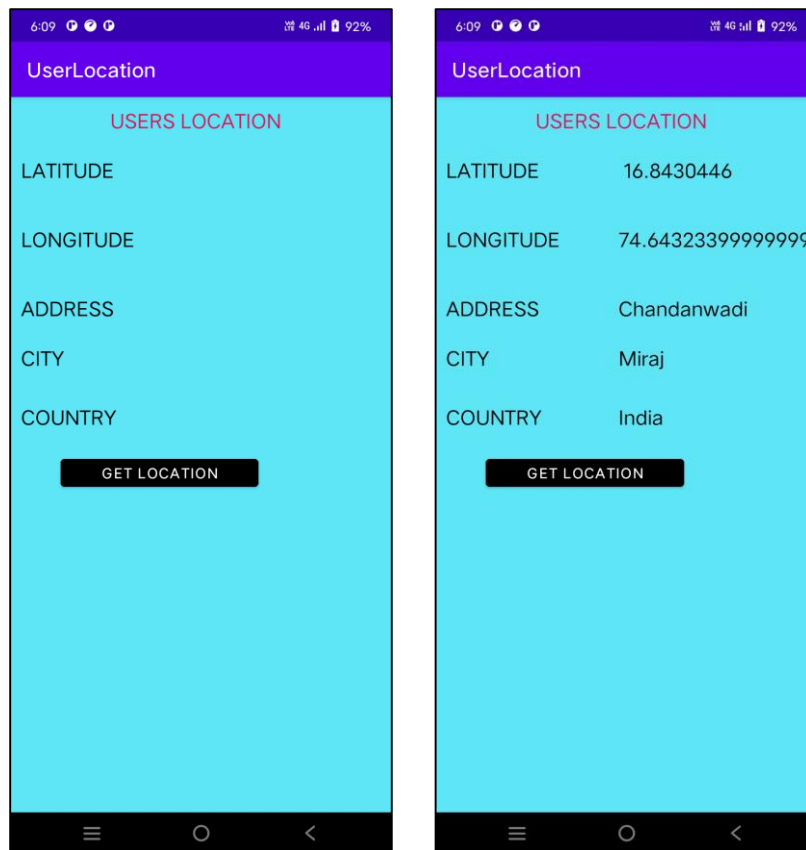 6:09 4G 92%
UserLocation
USERS LOCATION
LATITUDE
LONGITUDE
ADDRESS
CITY
COUNTRY
GET LOCATION
6:09 4G 92%
UserLocation
USERS LOCATION
LATITUDE 16.8430446
LONGITUDE 74.64323399999999
ADDRESS Chandanwadi
CITY Miraj
COUNTRY India
GET LOCATION